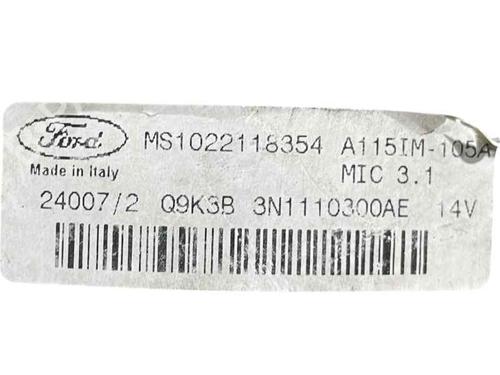 Ford MS1022118354 A115IM-105A
Made in Italy MIC 3.1
24007/2 Q9K3B 3N1110300AE 14V